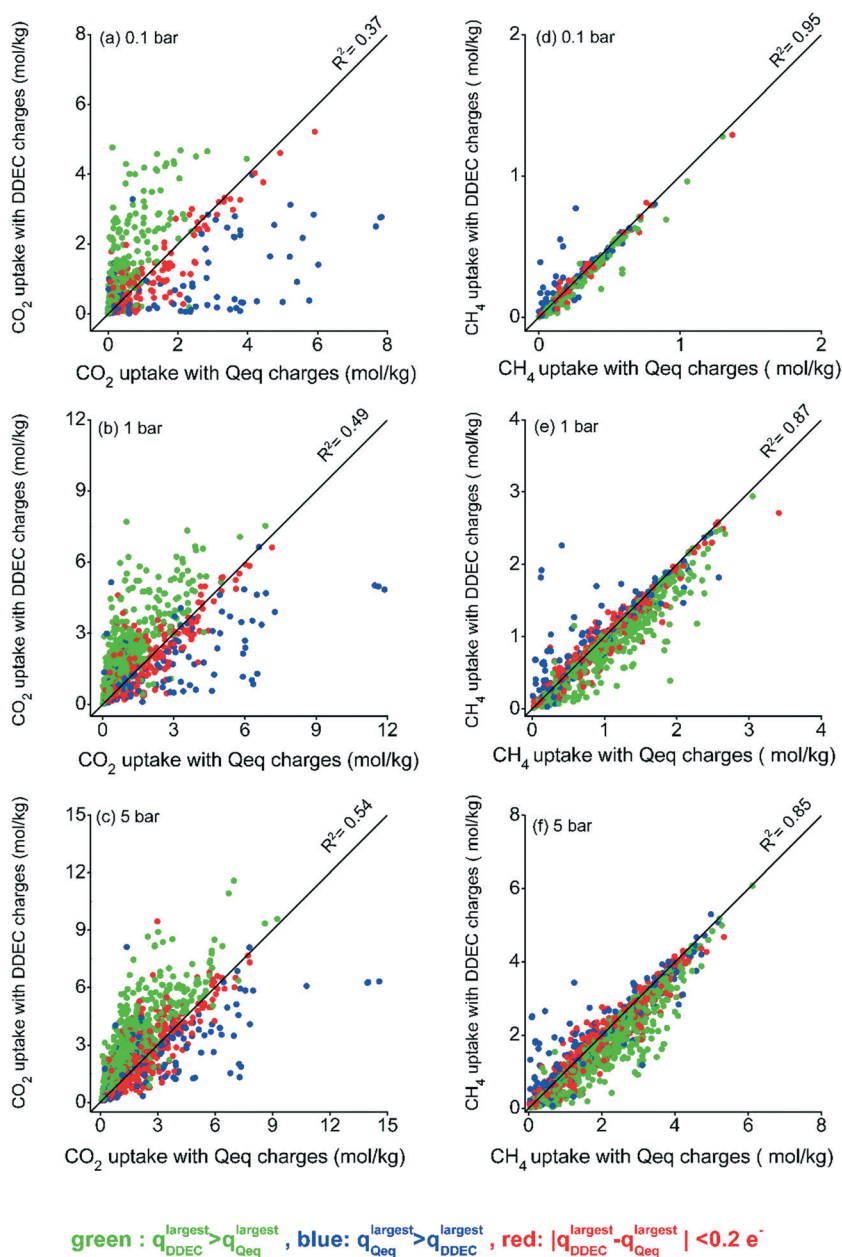 (a) 0.1 bar
R²= 0.37
CO₂ uptake with DDEC charges (mol/kg)
8
6
4
2
0
0 2 4 6 8
CO₂ uptake with Qeq charges (mol/kg)
(d) 0.1 bar
R²= 0.95
CH₄ uptake with DDEC charges ( mol/kg)
2
1
0
0 1 2
CH₄ uptake with Qeq charges ( mol/kg)
(b) 1 bar
R²= 0.49
CO₂ uptake with DDEC charges (mol/kg)
12
9
6
3
0
0 3 6 9 12
CO₂ uptake with Qeq charges (mol/kg)
(e) 1 bar
R²= 0.87
CH₄ uptake with DDEC charges ( mol/kg)
4
3
2
1
0
0 1 2 3 4
CH₄ uptake with Qeq charges ( mol/kg)
(c) 5 bar
R²= 0.54
CO₂ uptake with DDEC charges (mol/kg)
15
12
9
6
3
0
0 3 6 9 12 15
CO₂ uptake with Qeq charges (mol/kg)
(f) 5 bar
R²= 0.85
CH₄ uptake with DDEC charges ( mol/kg)
8
6
4
2
0
0 2 4 6 8
CH₄ uptake with Qeq charges ( mol/kg)
green : q largest DDEC > q largest Qeq , blue: q largest Qeq > q largest DDEC , red: |q largest DDEC - q largest Qeq | <0.2 e⁻